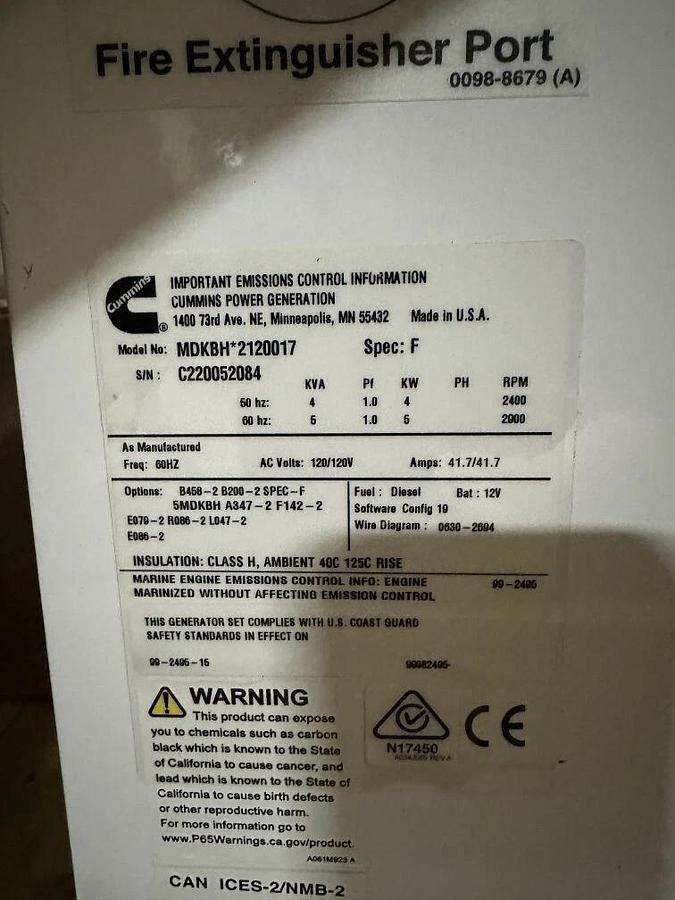 Fire Extinguisher Port
0098-8679 (A)
Cummins ®
IMPORTANT EMISSIONS CONTROL INFORMATION
CUMMINS POWER GENERATION
1400 73rd Ave. NE, Minneapolis, MN 55432 Made in U.S.A.
Model No: MDKBH*2120017 Spec: F
S/N : C220052084
KVA Pf KW PH RPM
50 hz: 4 1.0 4 2400
60 hz: 5 1.0 5 2900
As Manufactured
Freq: 60HZ AC Volts: 120/120V Amps: 41.7/41.7
Options: B458-2 B200-2 SPEC-F
5MDKBH A347-2 F142-2
E079-2 R086-2 L047-2
E086-2
Fuel : Diesel Bat : 12V
Software Config 19
Wire Diagram : 0630-2694
INSULATION: CLASS H, AMBIENT 40C 125C RISE
MARINE ENGINE EMISSIONS CONTROL INFO: ENGINE 99-2495
MARINIZED WITHOUT AFFECTING EMISSION CONTROL
THIS GENERATOR SET COMPLIES WITH U.S. COAST GUARD
SAFETY STANDARDS IN EFFECT ON
99-2495-15 99982495-
WARNING
This product can expose
you to chemicals such as carbon
black which is known to the State
of California to cause cancer, and
lead which is known to the State of
California to cause birth defects
or other reproductive harm.
For more information go to
www.P65Warnings.ca.gov/product.
A061M923 A
N17450
CE
CAN ICES-2/NMB-2